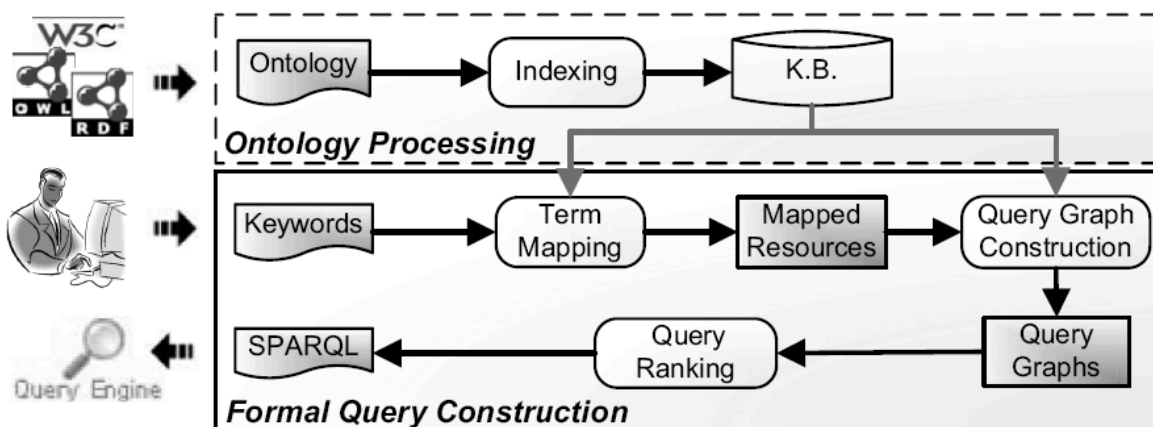 W3C
OWL
RDF
Ontology
Indexing
K.B.
Ontology Processing
Keywords
Term
Mapping
Mapped
Resources
Query Graph
Construction
SPARQL
Query
Ranking
Query
Graphs
Query Engine
Formal Query Construction